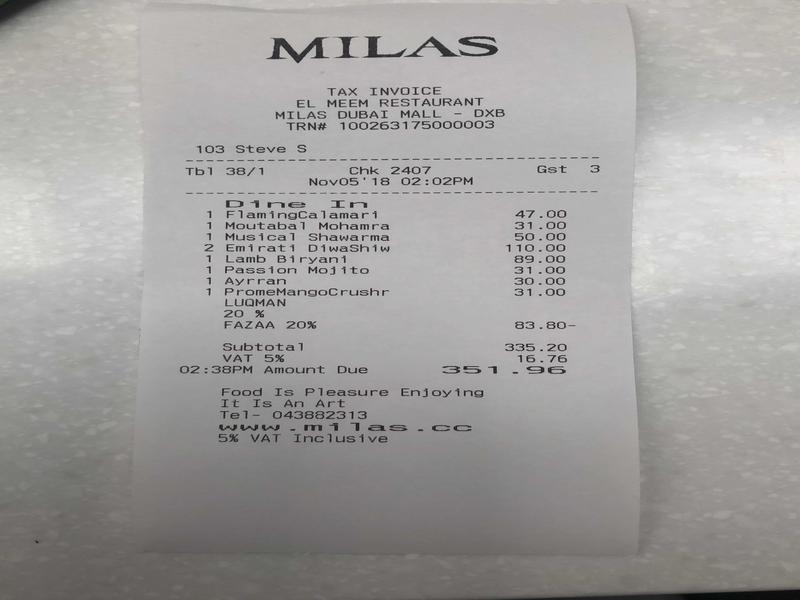 MILAS
TAX INVOICE
EL MEEM RESTAURANT
MILAS DUBAI MALL - DXB
TRN# 100263175000003
103 Steve S
Tbl 38/1 Chk 2407 Gst 3
Nov05'18 02:02PM
Dine In
1 FlamingCalamari 47.00
1 Moutabal Mohamra 31.00
1 Musical Shawarma 50.00
2 Emirati DiwaShiw 110.00
1 Lamb Biryani 89.00
1 Passion Mojito 31.00
1 Ayrran 30.00
1 PromeMangoCrushr 31.00
LUQMAN
20 %
FAZAA 20% 83.80-
Subtotal 335.20
VAT 5% 16.76
02:38PM Amount Due 351.96
Food Is Pleasure Enjoying
It Is An Art
Tel- 043882313
www.milas.cc
5% VAT Inclusive